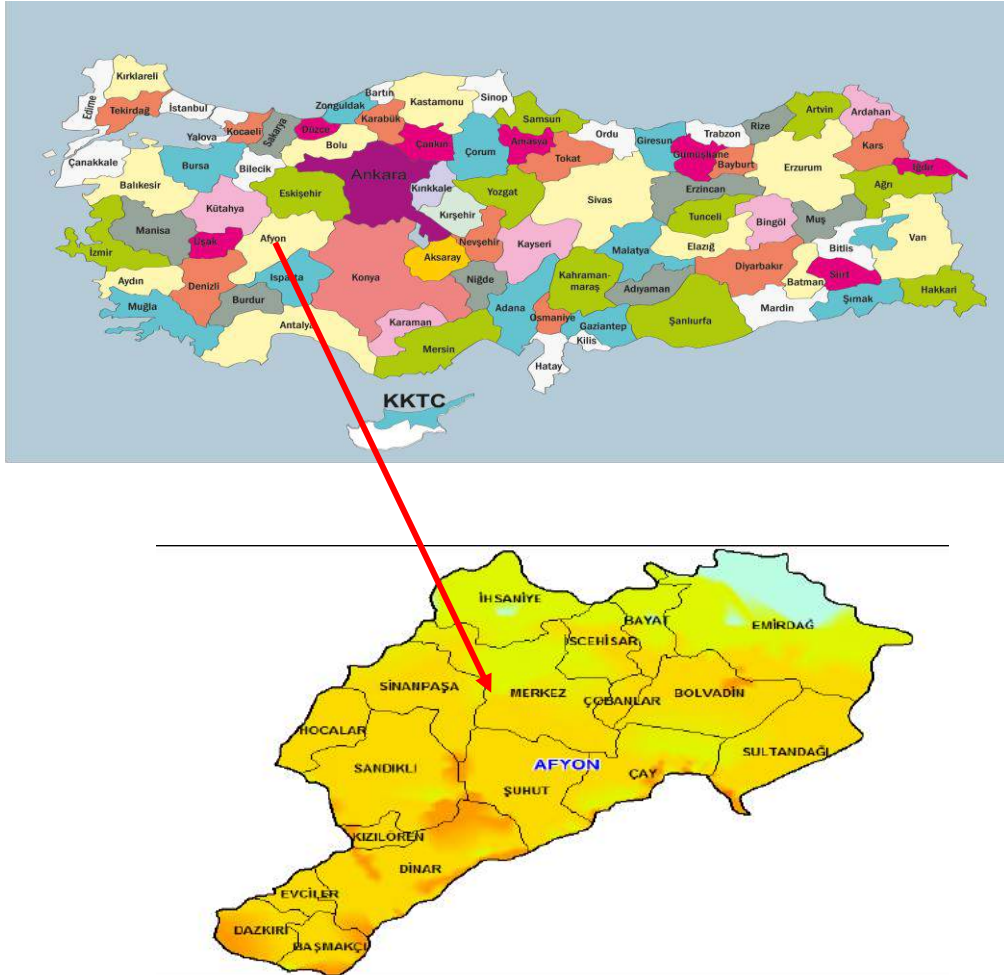 Kırklareli
Edirne
Tekirdağ
İstanbul
Yalova
Kocaeli
Sakarya
Düzce
Zonguldak
Bartın
Karabük
Kastamonu
Sinop
Samsun
Ordu
Giresun
Trabzon
Rize
Artvin
Ardahan
Çanakkale
Bursa
Bilecik
Bolu
Çankırı
Çorum
Amasya
Tokat
Gümüşhane
Bayburt
Erzurum
Kars
Iğdır
Balıkesir
Kütahya
Eskişehir
Ankara
Kırıkkale
Yozgat
Sivas
Erzincan
Ağrı
Manisa
Uşak
Afyon
Kırşehir
Nevşehir
Kayseri
Tunceli
Bingöl
Muş
İzmir
Aksaray
Malatya
Elazığ
Bitlis
Van
Aydın
Denizli
Isparta
Konya
Niğde
Kahraman-
maraş
Adıyaman
Diyarbakır
Batman
Siirt
Muğla
Burdur
Antalya
Karaman
Adana
Osmaniye
Gaziantep
Şanlıurfa
Mardin
Şımak
Hakkari
Mersin
Kilis
Hatay
KKTC
İHSANİYE
BAYAT
EMİRDAĞ
İSCEHİSAR
SİNANPAŞA
MERKEZ
ÇOBANLAR
BOLVADİN
HOCALAR
SULTANDAĞI
SANDIKLI
AFYON
ÇAY
ŞUHUT
KIZILÖREN
DİNAR
EVCİLER
DAZKIRI
BAŞMAKÇI